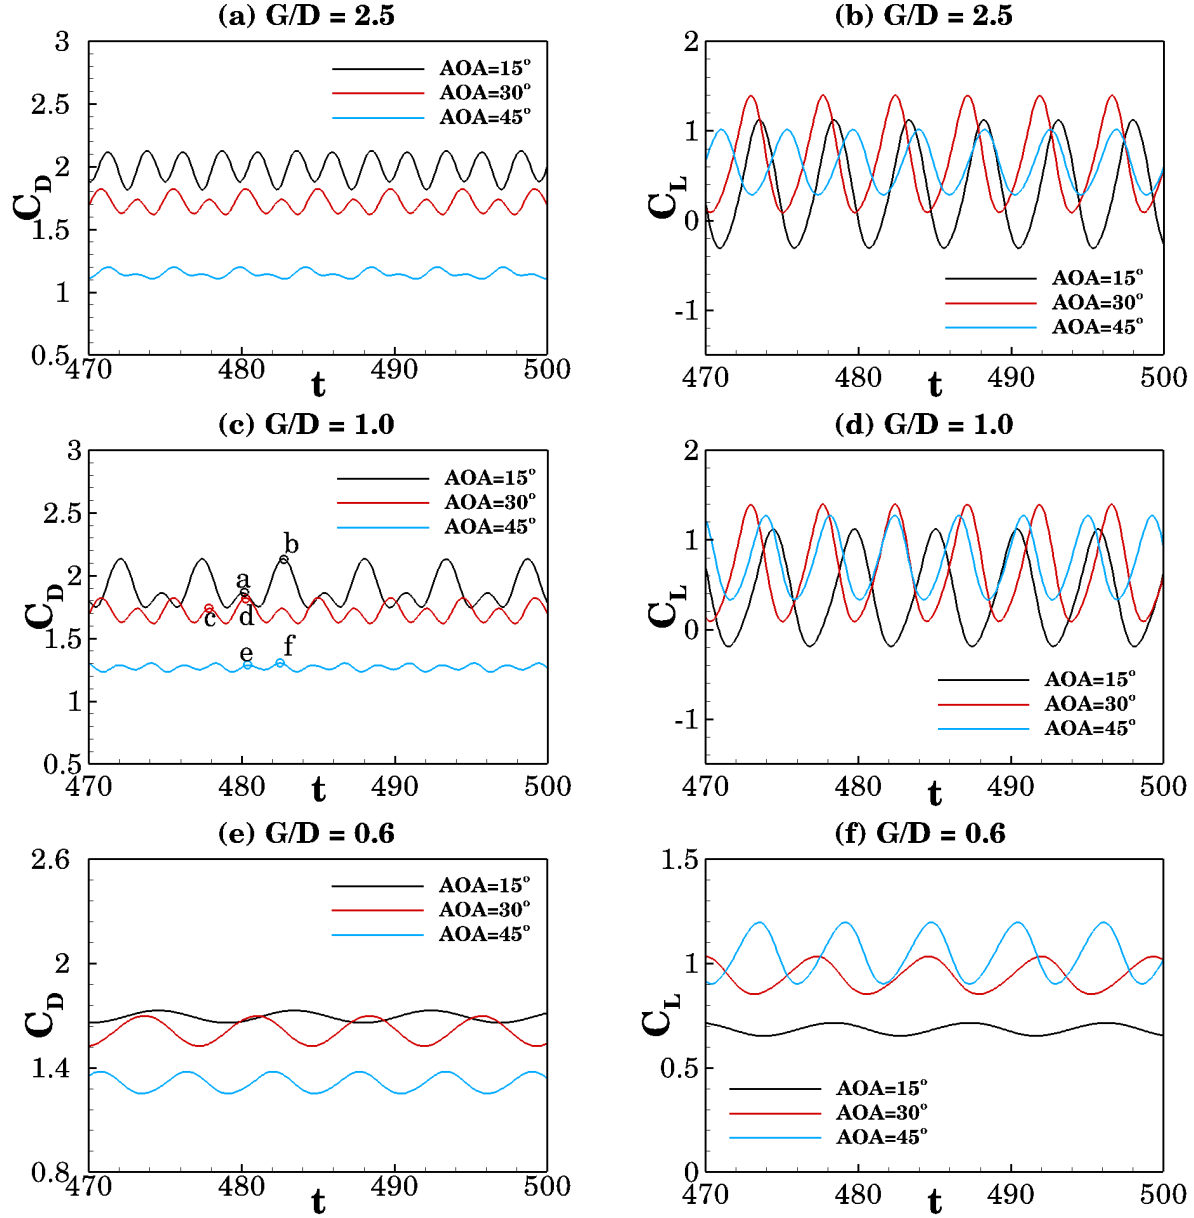 (a) G/D = 2.5
3
2.5
2
1.5
1
0.5
C_D
AOA=15°
AOA=30°
AOA=45°
470
480
490
500
t
(b) G/D = 2.5
2
1
0
-1
C_L
AOA=15°
AOA=30°
AOA=45°
470
480
490
500
t
(c) G/D = 1.0
3
2.5
2
1.5
1
0.5
C_D
AOA=15°
AOA=30°
AOA=45°
b
a
c
d
e
f
470
480
490
500
t
(d) G/D = 1.0
2
1
0
-1
C_L
AOA=15°
AOA=30°
AOA=45°
470
480
490
500
t
(e) G/D = 0.6
2.6
2
1.4
0.8
C_D
AOA=15°
AOA=30°
AOA=45°
470
480
490
500
t
(f) G/D = 0.6
1.5
1
0.5
0
C_L
AOA=15°
AOA=30°
AOA=45°
470
480
490
500
t